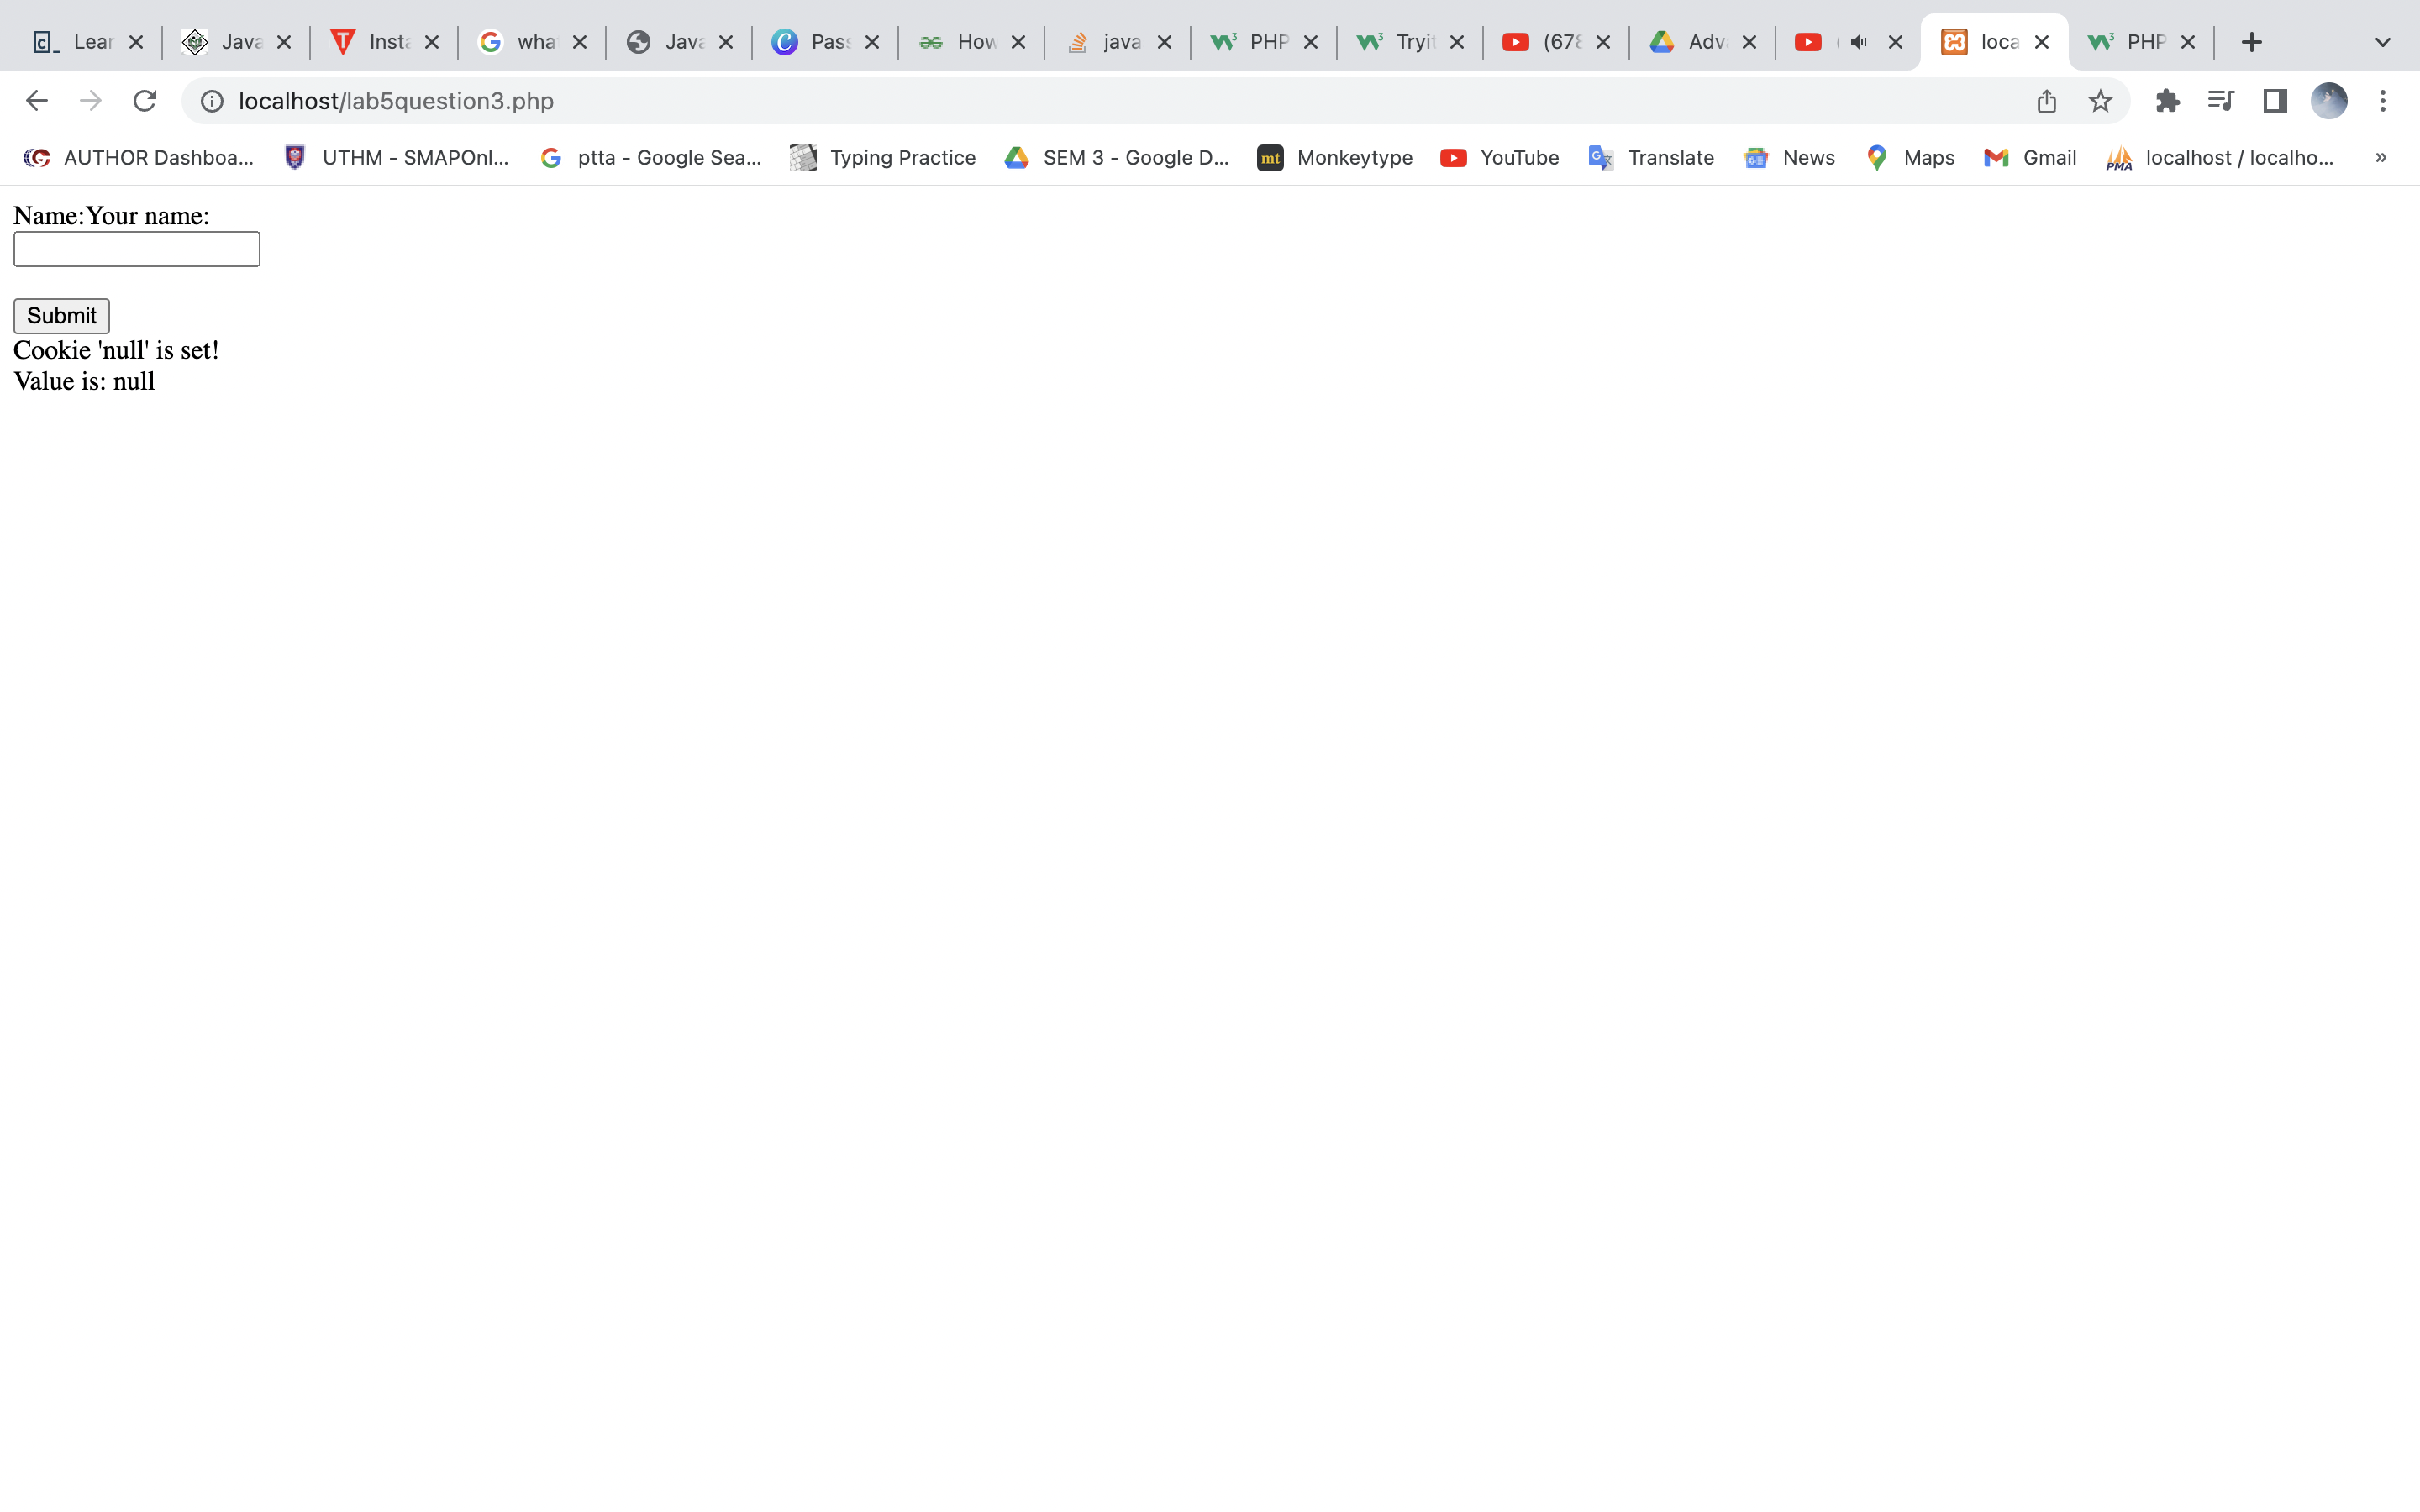 Lear
Java
Insta
wha
Java
Pass
How
java
PHP
Tryit
(678
Adv
loca
PHP
localhost/lab5question3.php
AUTHOR Dashboa...
UTHM - SMAPOnl...
ptta - Google Sea...
Typing Practice
SEM 3 - Google D...
mt
Monkeytype
YouTube
Translate
News
Maps
Gmail
PMA
localhost / localho...
»
Name:Your name:
Submit
Cookie 'null' is set!
Value is: null